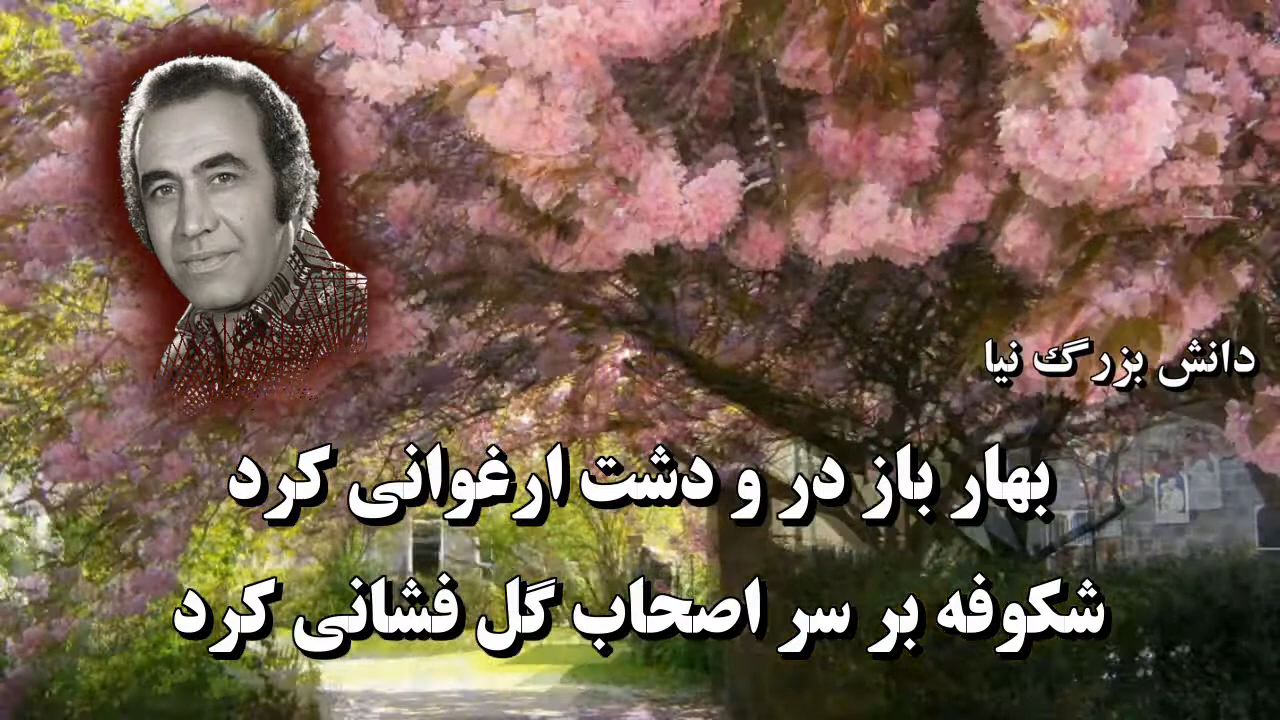 دانش بزرگ نیا
بهار باز در و دشت ارغوانی کرد
شکوفه بر سر اصحاب گل فشانی کرد